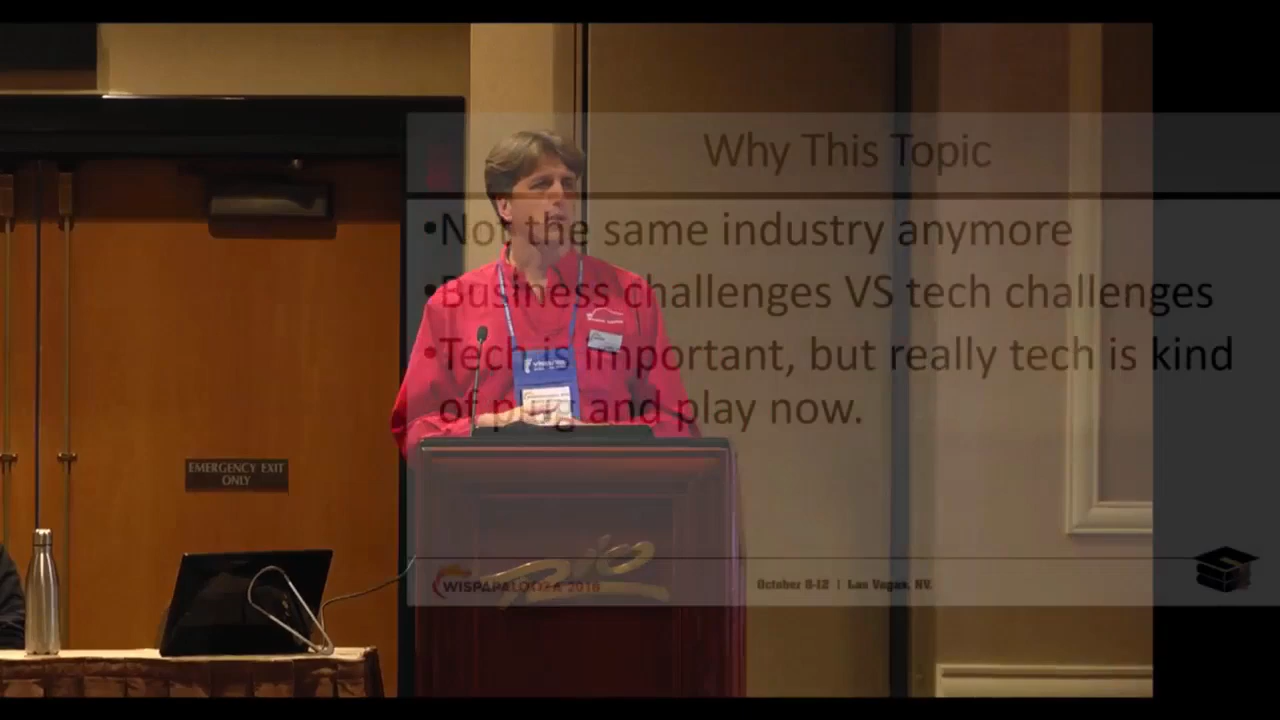 Why This Topic
•Not the same industry anymore
•Business challenges VS tech challenges
•Tech is important, but really tech is kind
of plug and play now.
EMERGENCY EXIT
ONLY
Rio
WISPAPALOOZA 2018
October 8-12 | Las Vegas, NV.